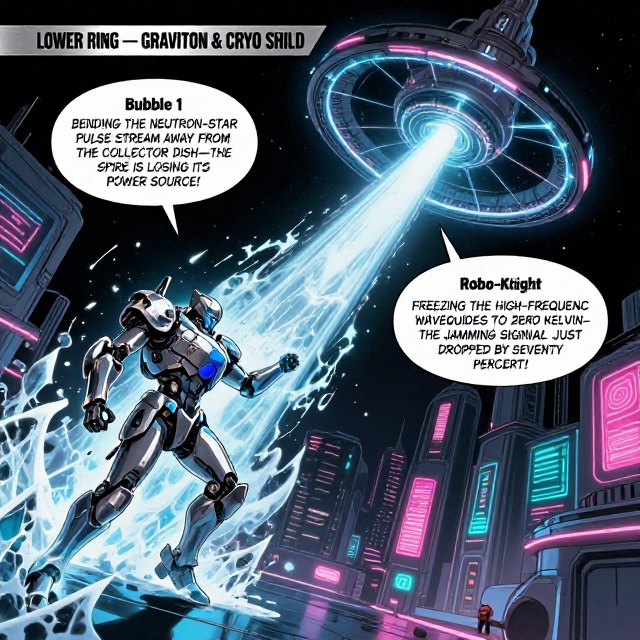 LOWER RING — GRAVITON & CRYO SHILD
Bubble 1
BENDING THE NEUTRON-STAR
PULSE STREAM AWAY FROM
THE COLLECTOR DISH—THE
SPIRE IS LOSING ITS
POWER SOURCE!
Robo-Knight
FREEZING THE HIGH-FREQUENC
WAVEGUIDES TO ZERO KELVIN—
THE JAMMING SIGNIAL JUST
DROPPED BY SEVENTY
PERCENT!